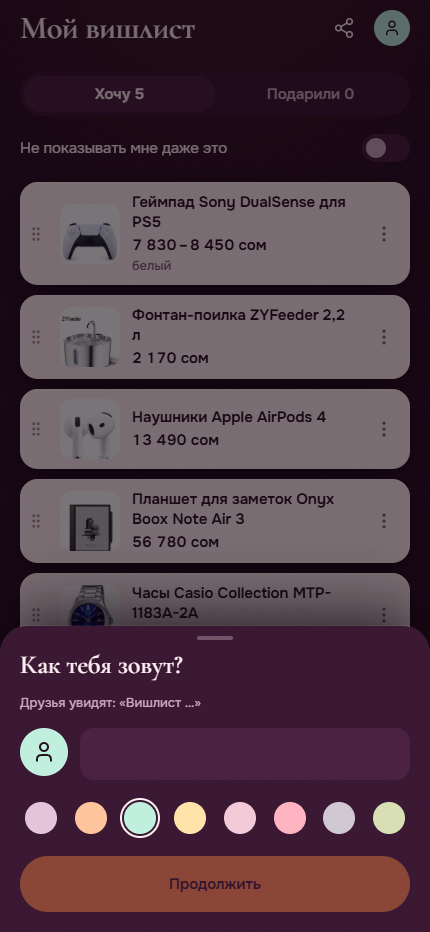 Мой вишлист
Хочу 5
Подарили 0
Не показывать мне даже это
Геймпад Sony DualSense для
PS5
7 830 – 8 450 сом
белый
ZYFeeder
Фонтан-поилка ZYFeeder 2,2
л
2 170 сом
Наушники Apple AirPods 4
13 490 сом
Планшет для заметок Onyx
Boox Note Air 3
56 780 сом
Часы Casio Collection MTP-
1183A-2A
Как тебя зовут?
Друзья увидят: «Вишлист ...»
Продолжить